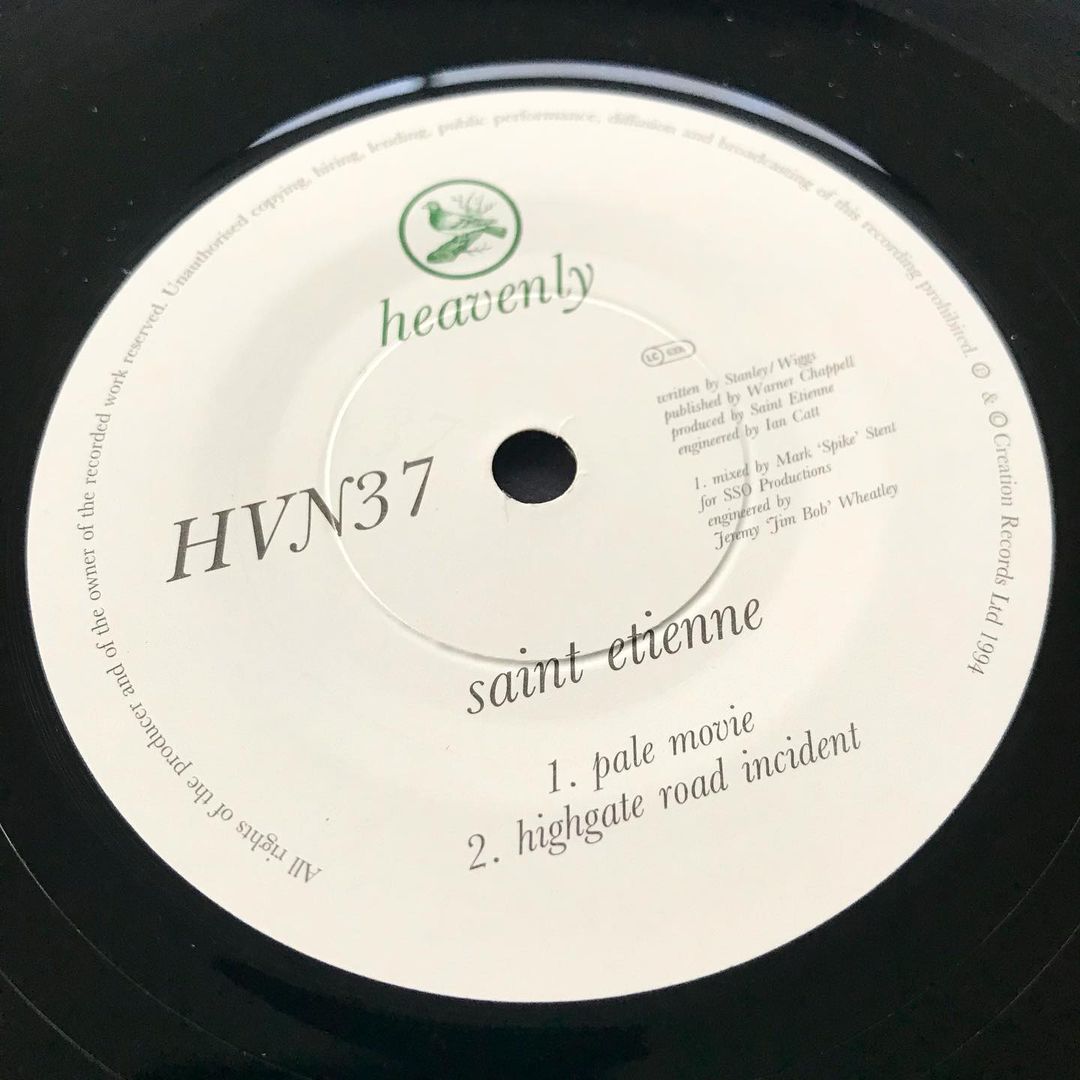 heavenly
LC
written by Stanley/ Wiggs
published by Warner Chappell
produced by Saint Etienne
engineered by Ian Catt
1. mixed by Mark 'Spike' Stent
for SSO Productions
engineered by
Jeremy 'Jim Bob' Wheatley
HVN37
saint etienne
1. pale movie
2. highgate road incident
All rights of the producer and of the owner of the recorded work reserved. Unauthorised copying, hiring, lending, public performance, diffusion and broadcasting of this recording prohibited. ℗ & © Creation Records Ltd 1994